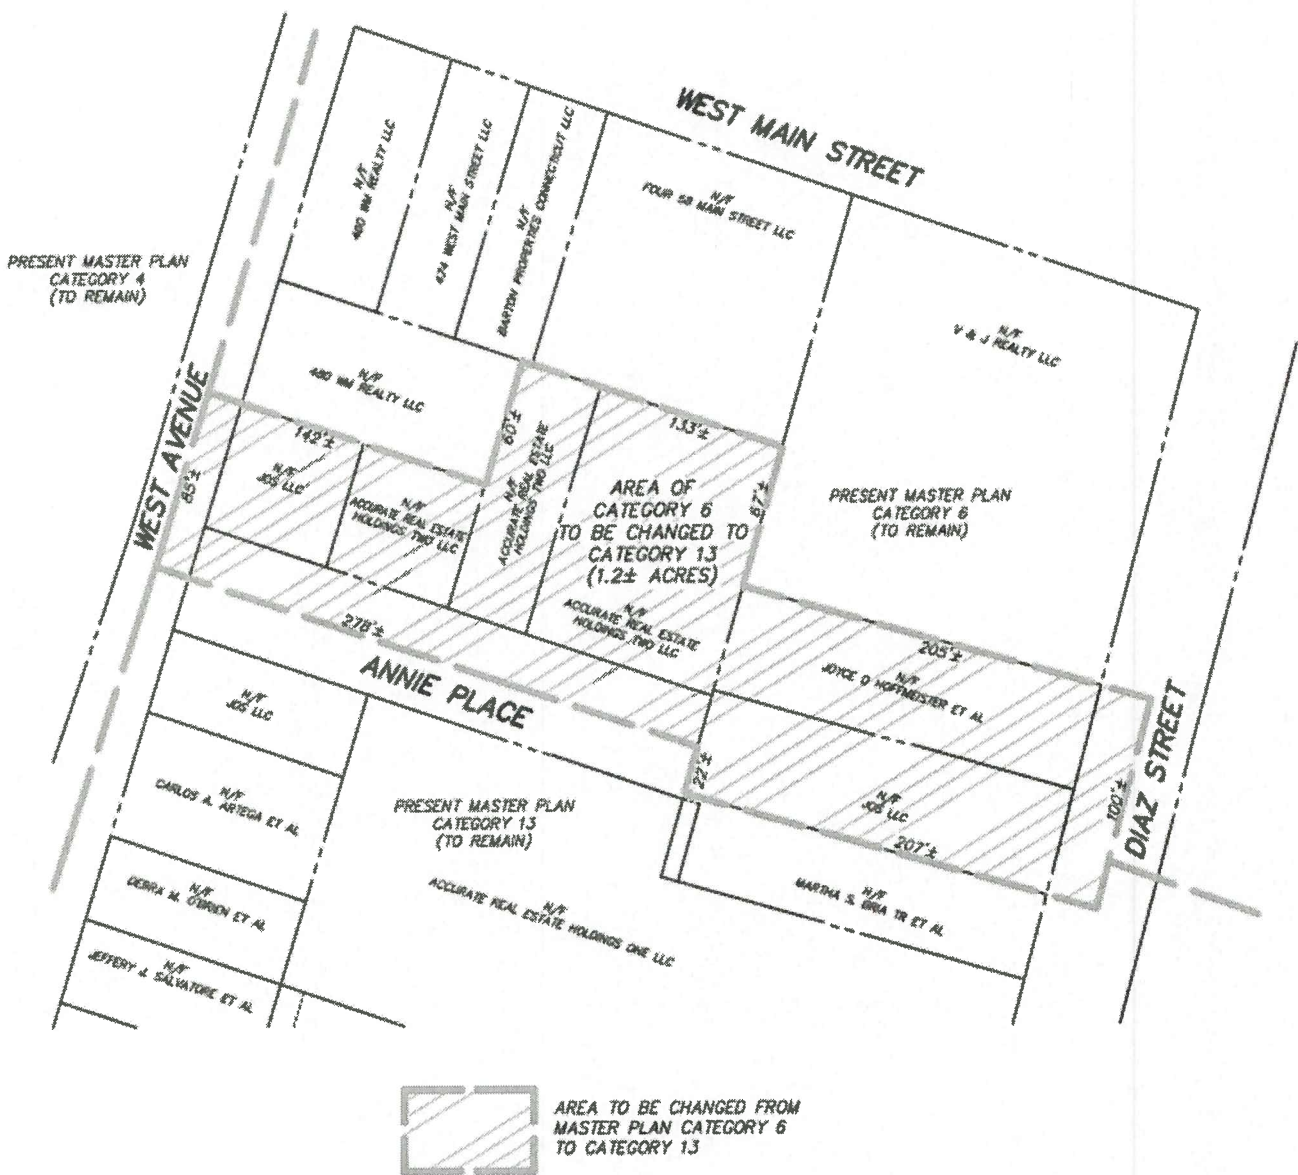 WEST MAIN STREET
N/F
480 WM REALTY LLC
N/F
424 WEST MAIN STREET LLC
N/F
BARTON PROPERTIES CONNECTICUT LLC
N/F
FOUR 58 MAIN STREET LLC
N/F
V & J REALTY LLC
PRESENT MASTER PLAN
CATEGORY 4
(TO REMAIN)
WEST AVENUE
N/F
480 WM REALTY LLC
142'±
85'±
60'±
133'±
67'±
N/F
JOS LLC
N/F
ACCURATE REAL ESTATE
HOLDINGS TWO LLC
N/F
ACCURATE REAL ESTATE
HOLDINGS TWO LLC
AREA OF
CATEGORY 6
TO BE CHANGED TO
CATEGORY 13
(1.2± ACRES)
N/F
ACCURATE REAL ESTATE
HOLDINGS TWO LLC
PRESENT MASTER PLAN
CATEGORY 6
(TO REMAIN)
278'±
ANNIE PLACE
205'±
N/F
JOYCE D HOFFMEISTER ET AL
22'±
N/F
JOS LLC
207'±
100'±
DIAZ STREET
N/F
JOS LLC
N/F
CARLOS A. ARTEGA ET AL
N/F
DEBRA M. O'BRIEN ET AL
N/F
JEFFERY J. SALVATORE ET AL
PRESENT MASTER PLAN
CATEGORY 13
(TO REMAIN)
N/F
ACCURATE REAL ESTATE HOLDINGS ONE LLC
N/F
MARTHA S. BRIA TR ET AL
AREA TO BE CHANGED FROM
MASTER PLAN CATEGORY 6
TO CATEGORY 13